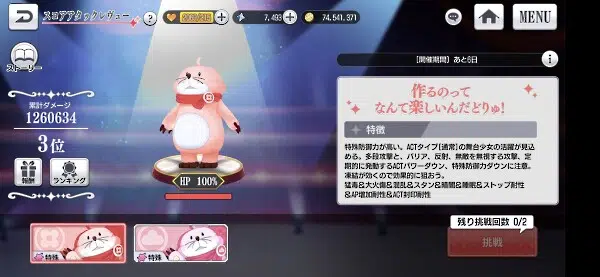 スコアアタックレヴュー
?
7,493
74,541,371
MENU
ストーリー
[開催期間] あと6日
i
作るのって
なんて楽しいんだどりゅ!
特徴
特殊防御力が高い。ACTタイプ[通常]の舞台少女の活躍が見込
める。多段攻撃と、バリア、反射、無敵を無視する攻撃、定
期的に発動するACTパワーダウン、特殊防御力ダウンに注意。
凍結が効くので効果的に狙おう。
猛毒&大火傷&混乱&スタン&暗闇&睡眠&ストップ耐性
&AP増加耐性&ACT封印耐性
累計ダメージ
1260634
3位
報酬
ランキング
HP 100%
特殊
特殊
残り挑戦回数 0/2
挑戦